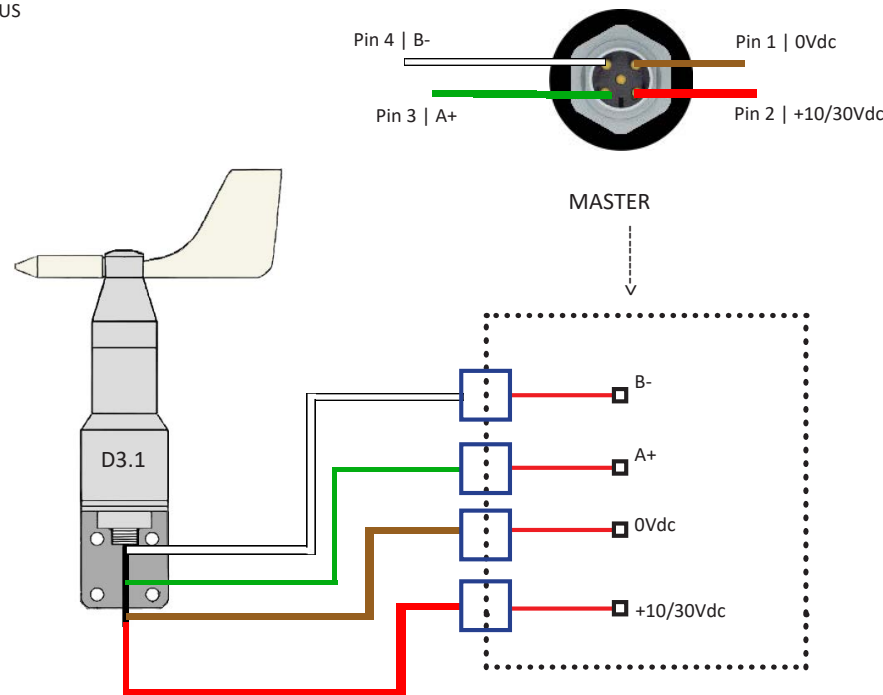 US
Pin 4 | B-
Pin 1 | 0Vdc
Pin 3 | A+
Pin 2 | +10/30Vdc
MASTER
B-
D3.1
A+
0Vdc
+10/30Vdc